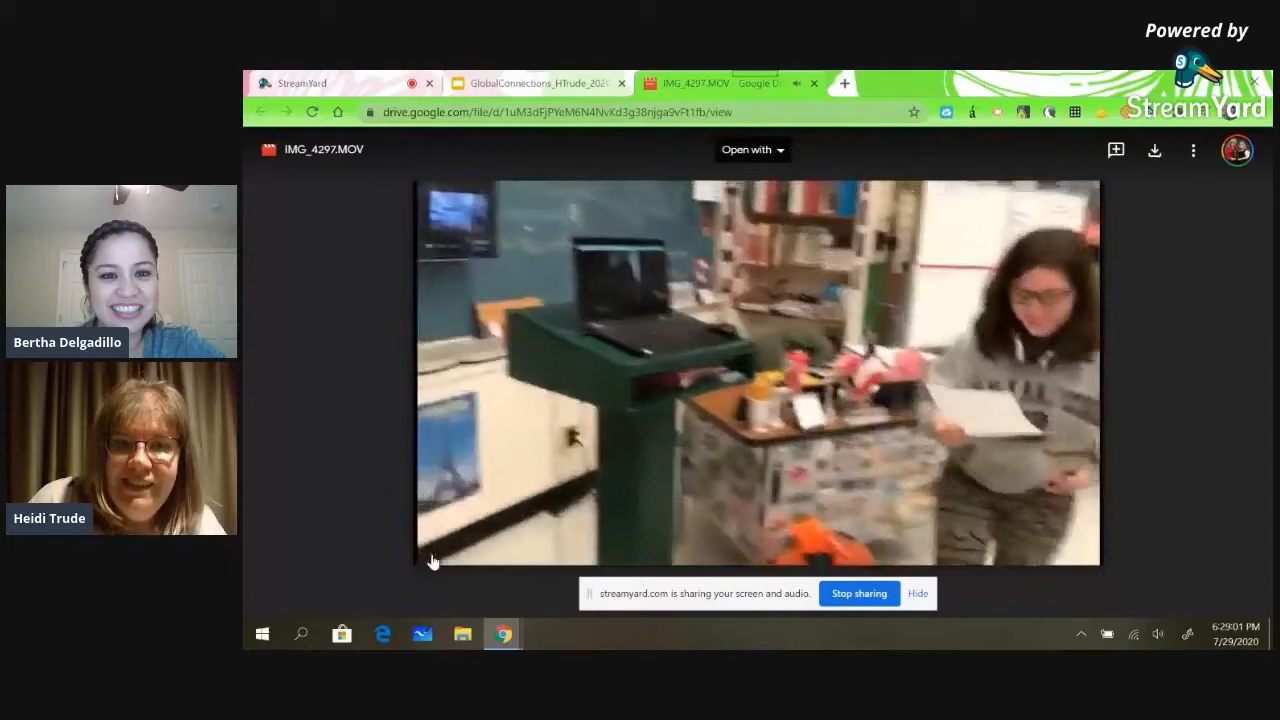 Powered by
StreamYard
StreamYard
GlobalConnections_HTrude_202
IMG_4297.MOV - Google Dr
drive.google.com/file/d/1uM3dFjPYeM6N4NvKd3g38njga9vFt1fb/view
IMG_4297.MOV
Open with
Bertha Delgadillo
Heidi Trude
streamyard.com is sharing your screen and audio.
Stop sharing
Hide
6:29:01 PM
7/29/2020